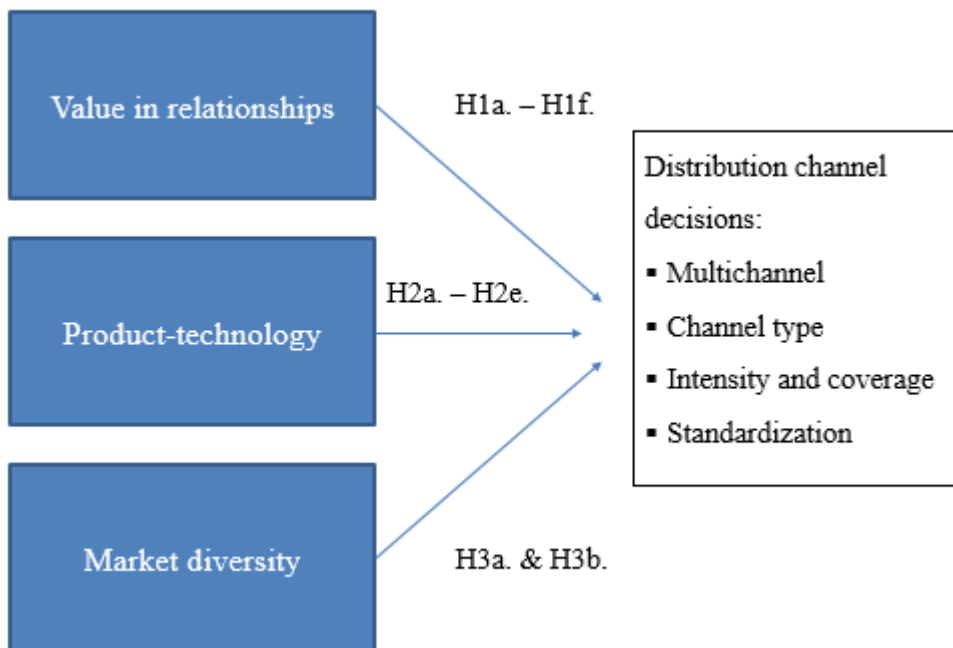 Value in relationships
H1a. – H1f.
Product-technology
H2a. – H2e.
Market diversity
H3a. & H3b.
Distribution channel
decisions:
▪ Multichannel
▪ Channel type
▪ Intensity and coverage
▪ Standardization